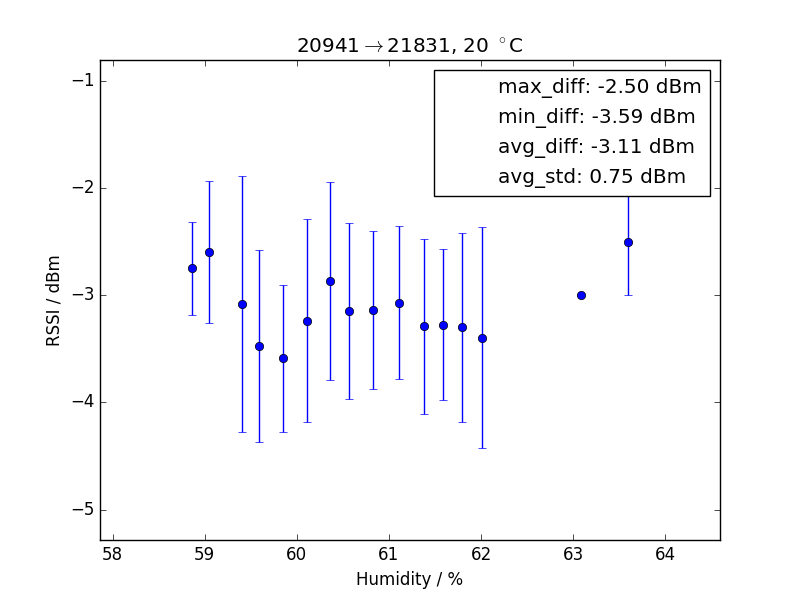 20941→21831, 20 °C
max_diff: -2.50 dBm
min_diff: -3.59 dBm
avg_diff: -3.11 dBm
avg_std: 0.75 dBm
−1
−2
−3
−4
−5
RSSI / dBm
58 59 60 61 62 63 64
Humidity / %